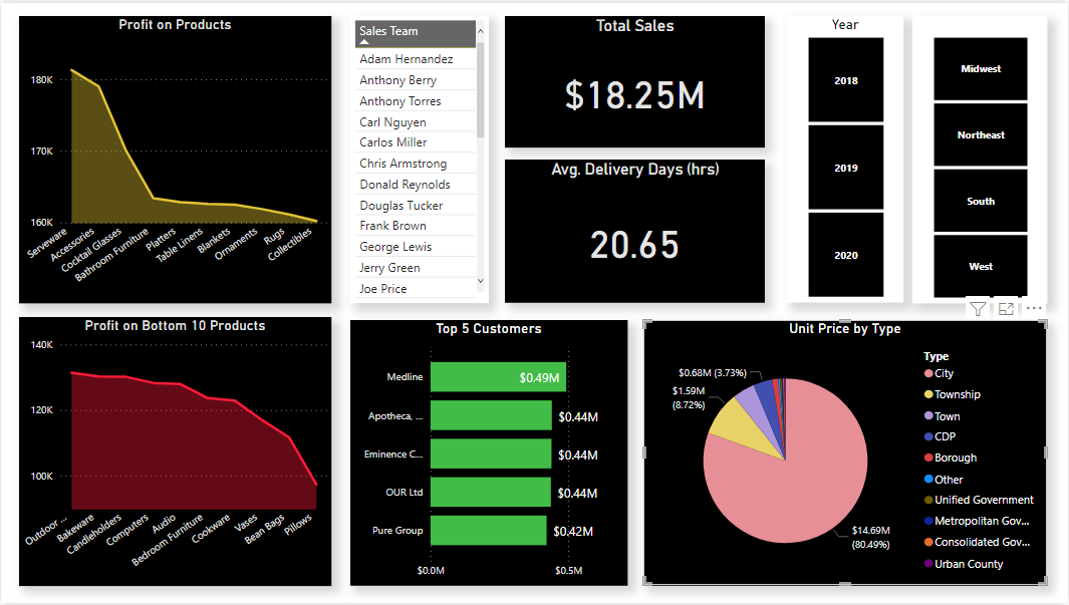 Profit on Products
180K
170K
160K
Serveware
Accessories
Cocktail Glasses
Bathroom Furniture
Platters
Table Linens
Blankets
Ornaments
Rugs
Collectibles
Sales Team
Adam Hernandez
Anthony Berry
Anthony Torres
Carl Nguyen
Carlos Miller
Chris Armstrong
Donald Reynolds
Douglas Tucker
Frank Brown
George Lewis
Jerry Green
Joe Price
Total Sales
$18.25M
Avg. Delivery Days (hrs)
20.65
Year
2018
2019
2020
Midwest
Northeast
South
West
Profit on Bottom 10 Products
140K
120K
100K
Outdoor ...
Bakeware
Candleholders
Computers
Audio
Bedroom Furniture
Cookware
Vases
Bean Bags
Pillows
Top 5 Customers
Medline $0.49M
Apotheca, ... $0.44M
Eminence C... $0.44M
OUR Ltd $0.44M
Pure Group $0.42M
$0.0M $0.5M
Unit Price by Type
$0.68M (3.73%)
$1.59M
(8.72%)
$14.69M
(80.49%)
Type
City
Township
Town
CDP
Borough
Other
Unified Government
Metropolitan Gov...
Consolidated Gov...
Urban County